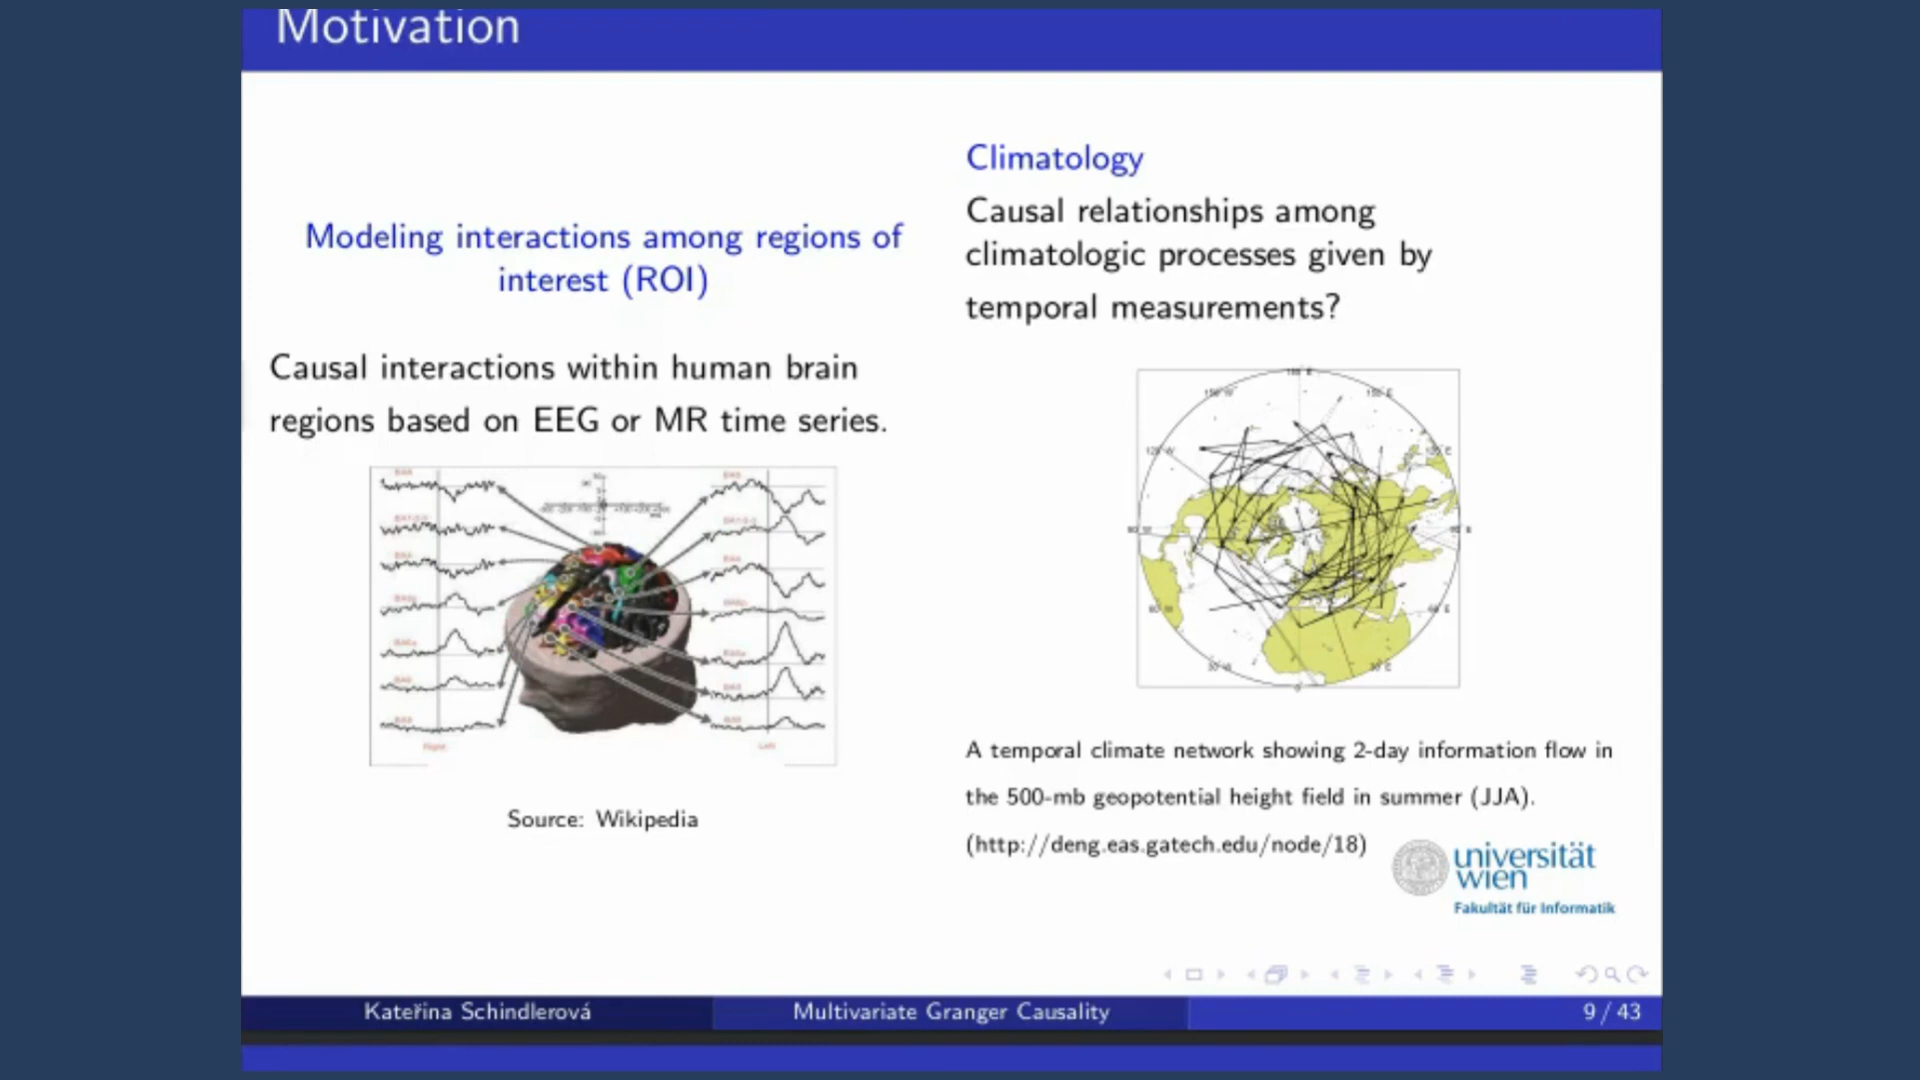 Motivation
Modeling interactions among regions of
interest (ROI)
Causal interactions within human brain
regions based on EEG or MR time series.
Right
Left
Source: Wikipedia
Climatology
Causal relationships among
climatologic processes given by
temporal measurements?
A temporal climate network showing 2-day information flow in
the 500-mb geopotential height field in summer (JJA).
(http://deng.eas.gatech.edu/node/18)
universität
wien
Fakultät für Informatik
Kateřina Schindlerová
Multivariate Granger Causality
9 / 43